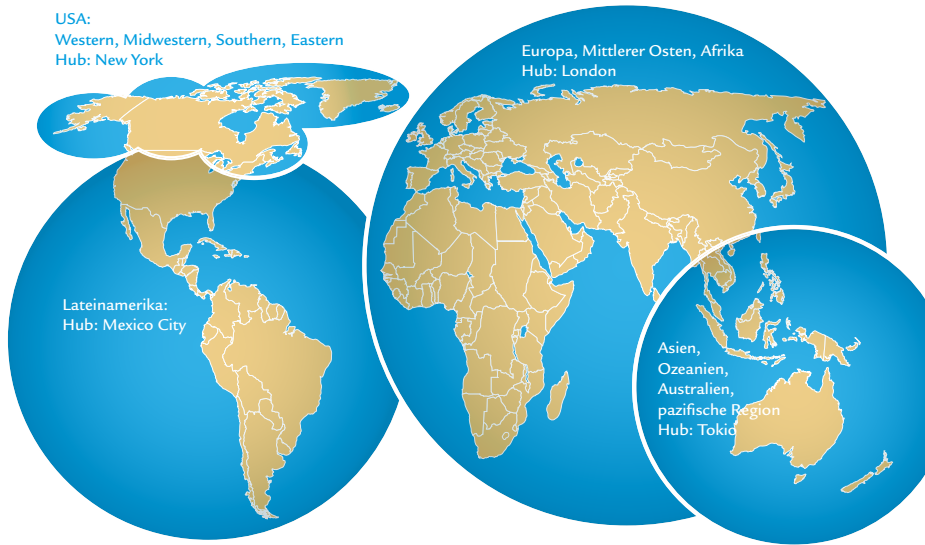 USA:
Western, Midwestern, Southern, Eastern
Hub: New York
Europa, Mittlerer Osten, Afrika
Hub: London
Lateinamerika:
Hub: Mexico City
Asien,
Ozeanien,
Australien,
pazifische Region
Hub: Tokio